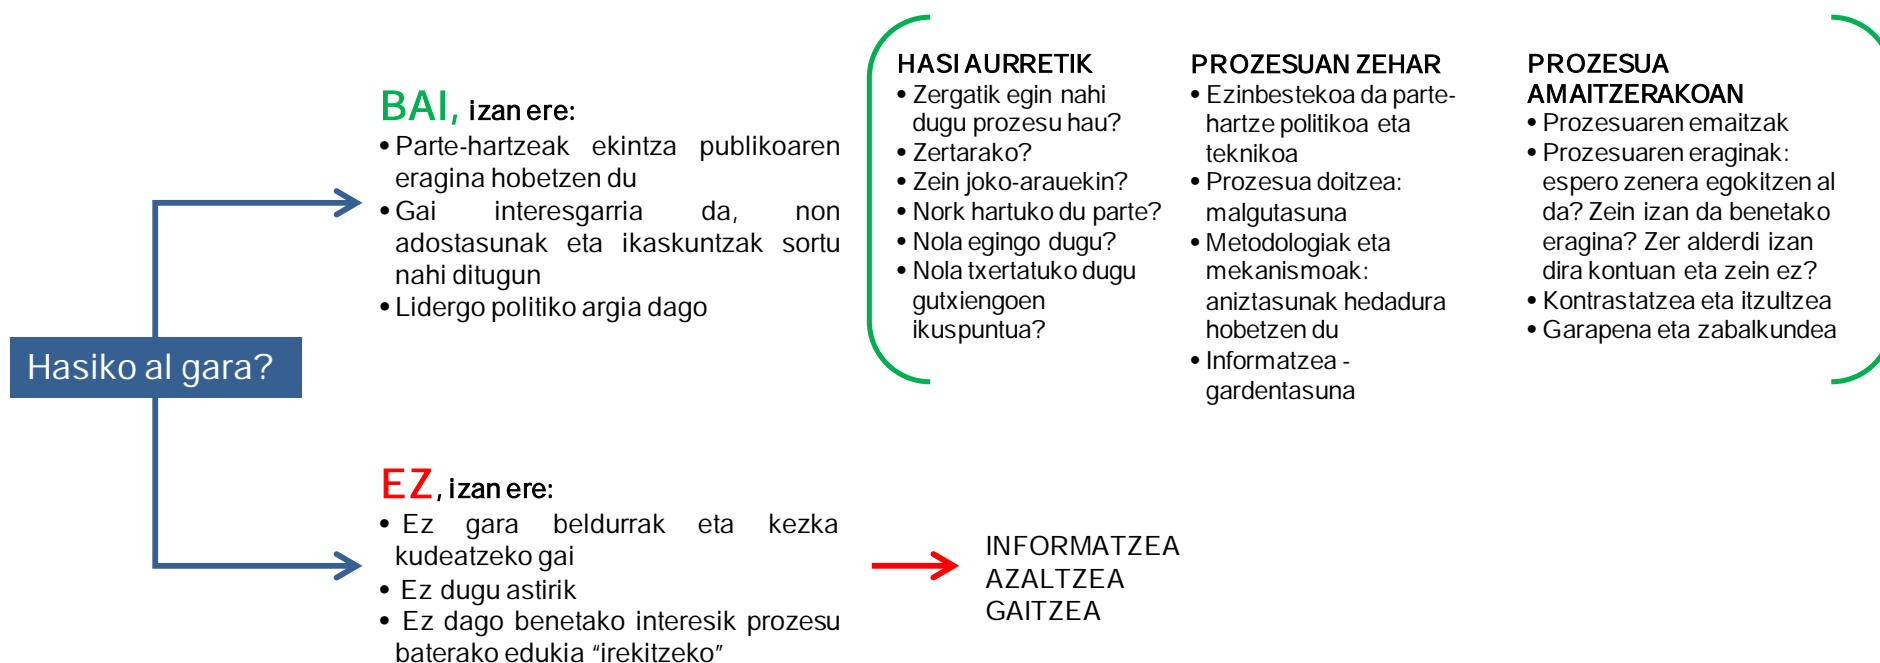 Hasiko al gara?
BAI, izan ere:
• Parte-hartzeak ekintza publikoaren
eragina hobetzen du
• Gai interesgarria da, non
adostasunak eta ikaskuntzak sortu
nahi ditugun
• Lidergo politiko argia dago
HASI AURRETIK
• Zergatik egin nahi
dugu prozesu hau?
• Zertarako?
• Zein joko-arauekin?
• Nork hartuko du parte?
• Nola egingo dugu?
• Nola txertatuko dugu
gutxiengoen
ikuspuntua?
PROZESUAN ZEHAR
• Ezinbestekoa da parte-
hartze politikoa eta
teknikoa
• Prozesua doitzea:
malgutasuna
• Metodologiak eta
mekanismoak:
aniztasunak hedadura
hobetzen du
• Informatzea -
gardentasuna
PROZESUA
AMAITZERAKOAN
• Prozesuaren emaitzak
• Prozesuaren eraginak:
espero zenera egokitzen al
da? Zein izan da benetako
eragina? Zer alderdi izan
dira kontuan eta zein ez?
• Kontrastatzea eta itzultzea
• Garapena eta zabalkundea
EZ, izan ere:
• Ez gara beldurrak eta kezka
kudeatzeko gai
• Ez dugu astirik
• Ez dago benetako interesik prozesu
baterako edukia “irekitzeko”
INFORMATZEA
AZALTZEA
GAITZEA